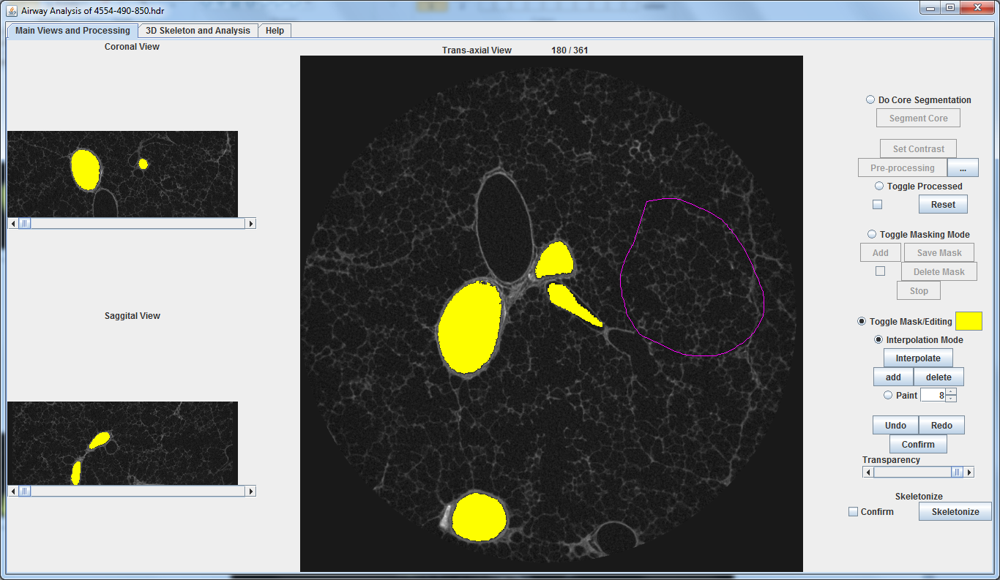 Airway Analysis of 4554-490-850.hdr
Main Views and Processing 3D Skeleton and Analysis Help
Coronal View
Trans-axial View 180 / 361
Do Core Segmentation
Segment Core
Set Contrast
Pre-processing ...
Toggle Processed
Reset
Toggle Masking Mode
Add Save Mask
Delete Mask
Stop
Saggital View
Toggle Mask/Editing
Interpolation Mode
Interpolate
add delete
Paint 8
Undo Redo
Confirm
Transparency
Skeletonize
Confirm Skeletonize